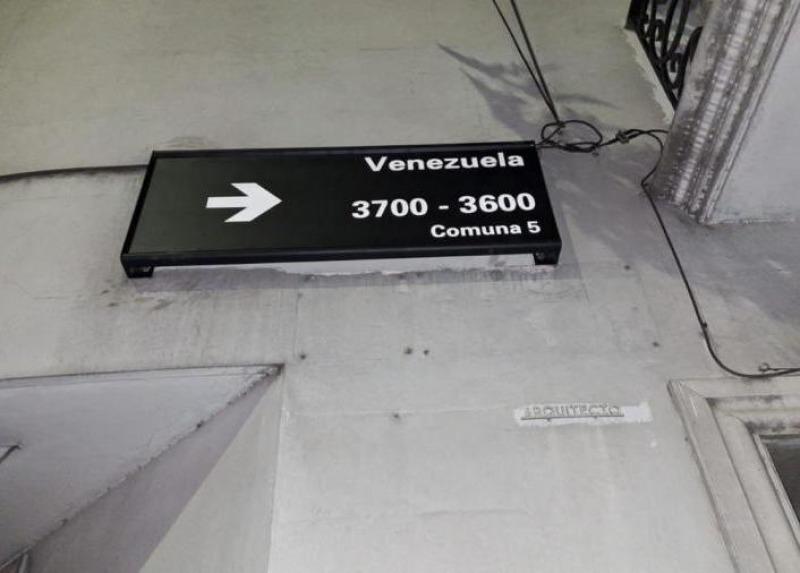 Venezuela
3700 - 3600
Comuna 5
ARQUITECTO